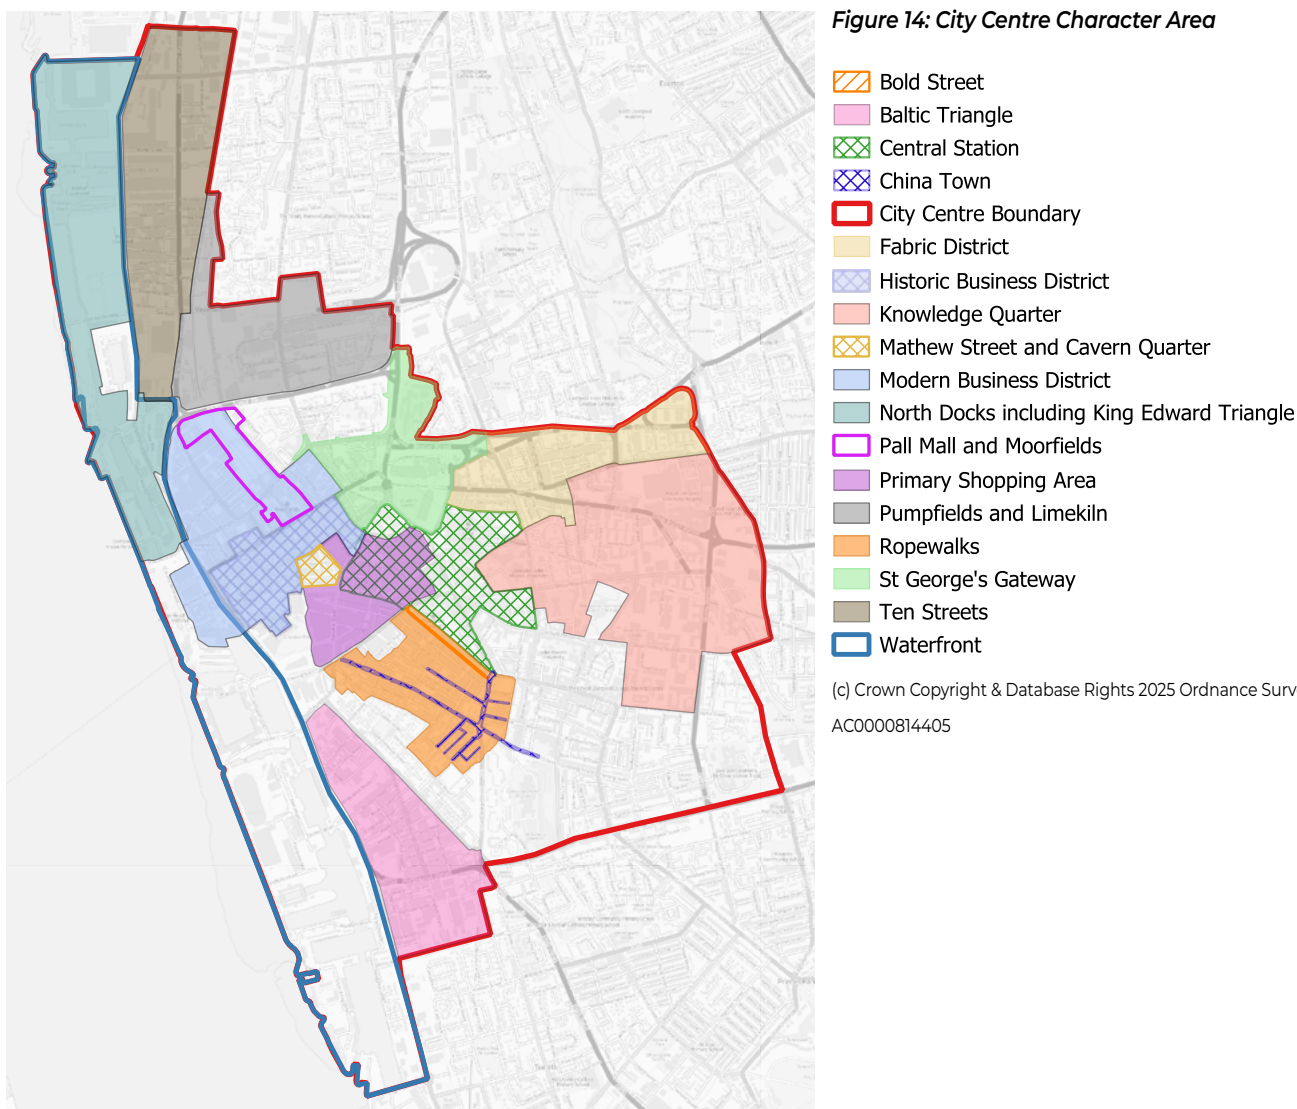 Figure 14: City Centre Character Area
Bold Street
Baltic Triangle
Central Station
China Town
City Centre Boundary
Fabric District
Historic Business District
Knowledge Quarter
Mathew Street and Cavern Quarter
Modern Business District
North Docks including King Edward Triangle
Pall Mall and Moorfields
Primary Shopping Area
Pumpfields and Limekiln
Ropewalks
St George's Gateway
Ten Streets
Waterfront
(c) Crown Copyright & Database Rights 2025 Ordnance Surv
AC0000814405